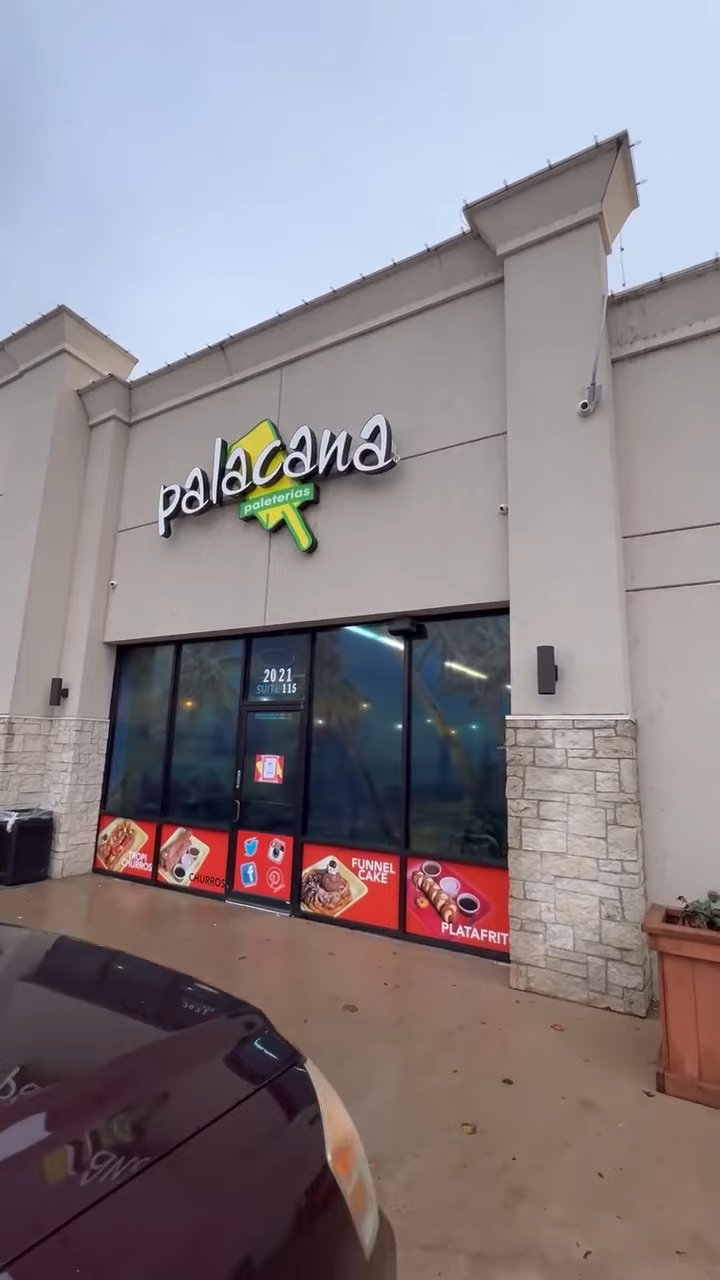 palacana
paleterias
2021
SUITE 115
TROPI
CHURROS
CHURROS
FUNNEL
CAKE
PLATAFRIT